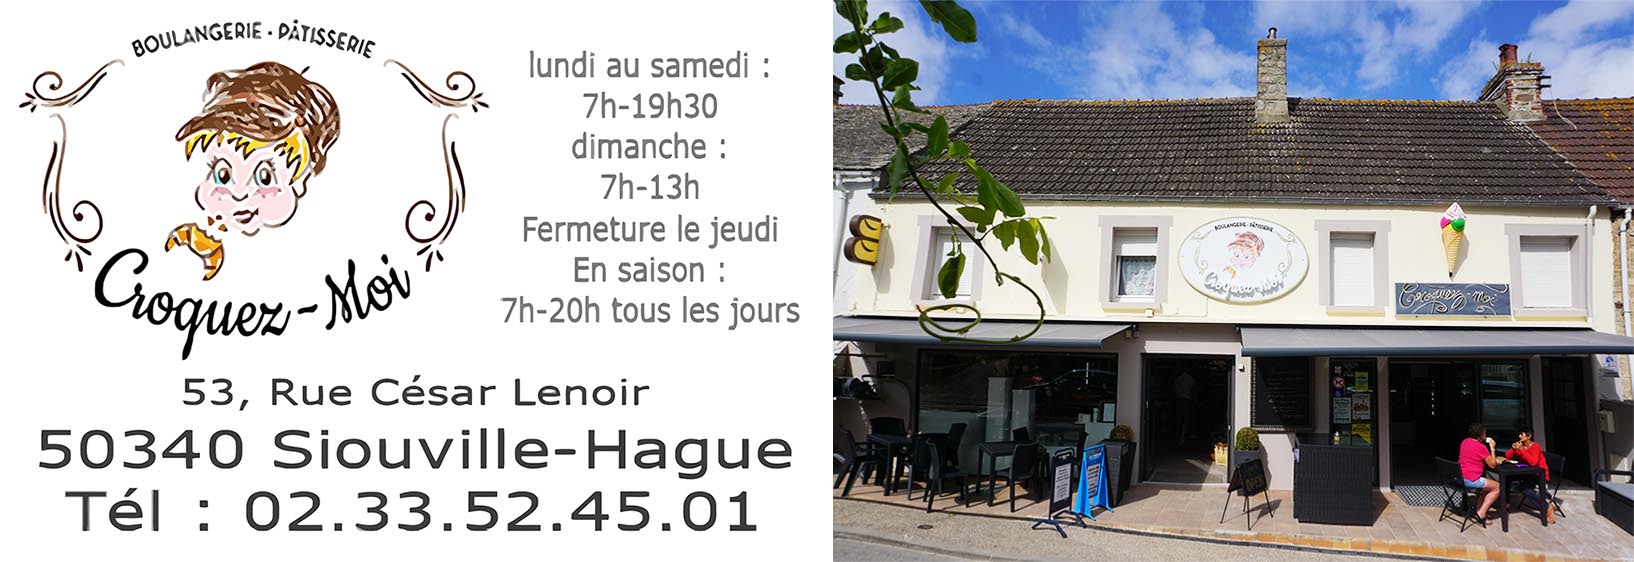 BOULANGERIE - PÂTISSERIE
Croquez-Moi
lundi au samedi :
7h-19h30
dimanche :
7h-13h
Fermeture le jeudi
En saison :
7h-20h tous les jours
53, Rue César Lenoir
50340 Siouville-Hague
Tél : 02.33.52.45.01
BOULANGERIE - PÂTISSERIE
Croquez-Moi
Croquez-moi
OPEN